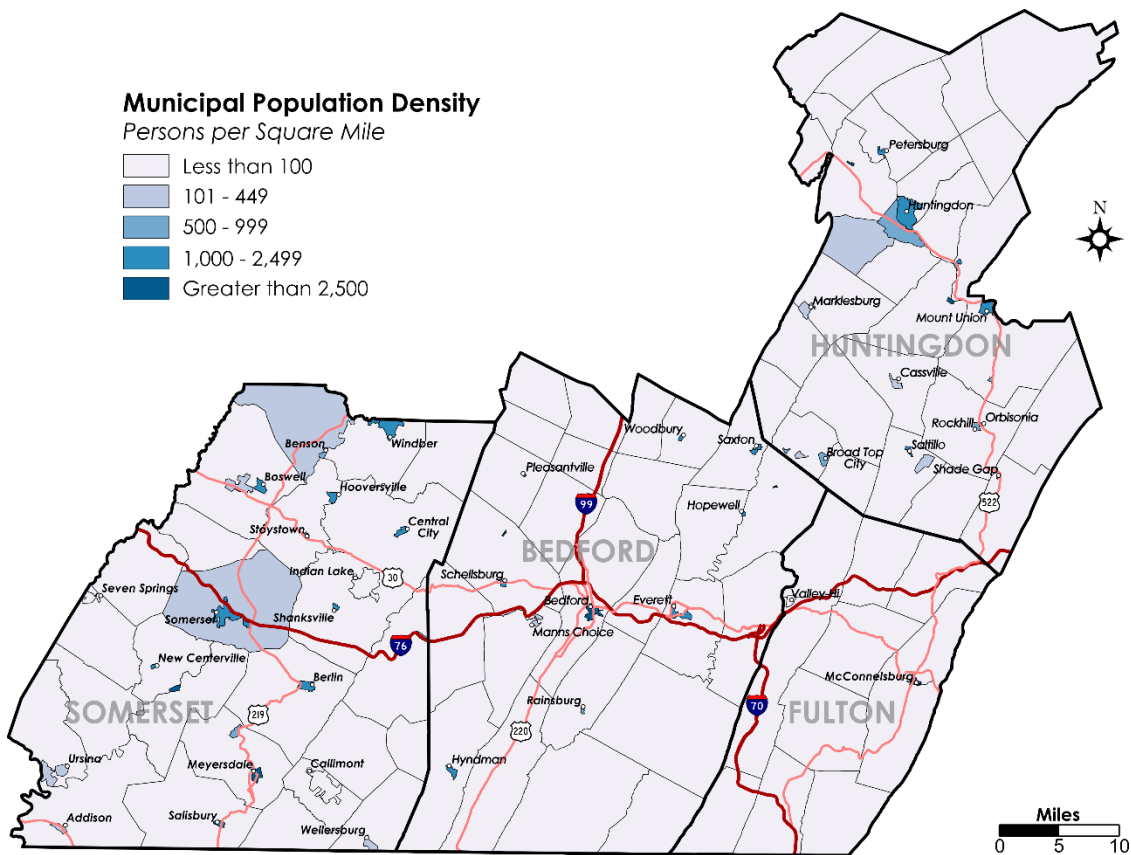 Municipal Population Density
Persons per Square Mile
Less than 100
101 - 449
500 - 999
1,000 - 2,499
Greater than 2,500
N
Petersburg
Huntingdon
Marklesburg
Mount Union
HUNTINGDON
Cassville
Rockhill
Orbisonia
Saltillo
Broad Top
City
Shade Gap
522
Woodbury
Saxton
Pleasantville
Hopewell
99
BEDFORD
Schellsburg
Bedford
Everett
Manns Choice
Rainsburg
220
Hyndman
Valley-Hi
McConnelsburg
70
FULTON
Benson
Windber
Boswell
Hooversville
Stoystown
Central
City
Indian Lake
30
Seven Springs
Somerset
Shanksville
76
New Centerville
Berlin
SOMERSET
219
Ursina
Meyersdale
Callimont
Addison
Salisbury
Wellersburg
Miles
0 5 10